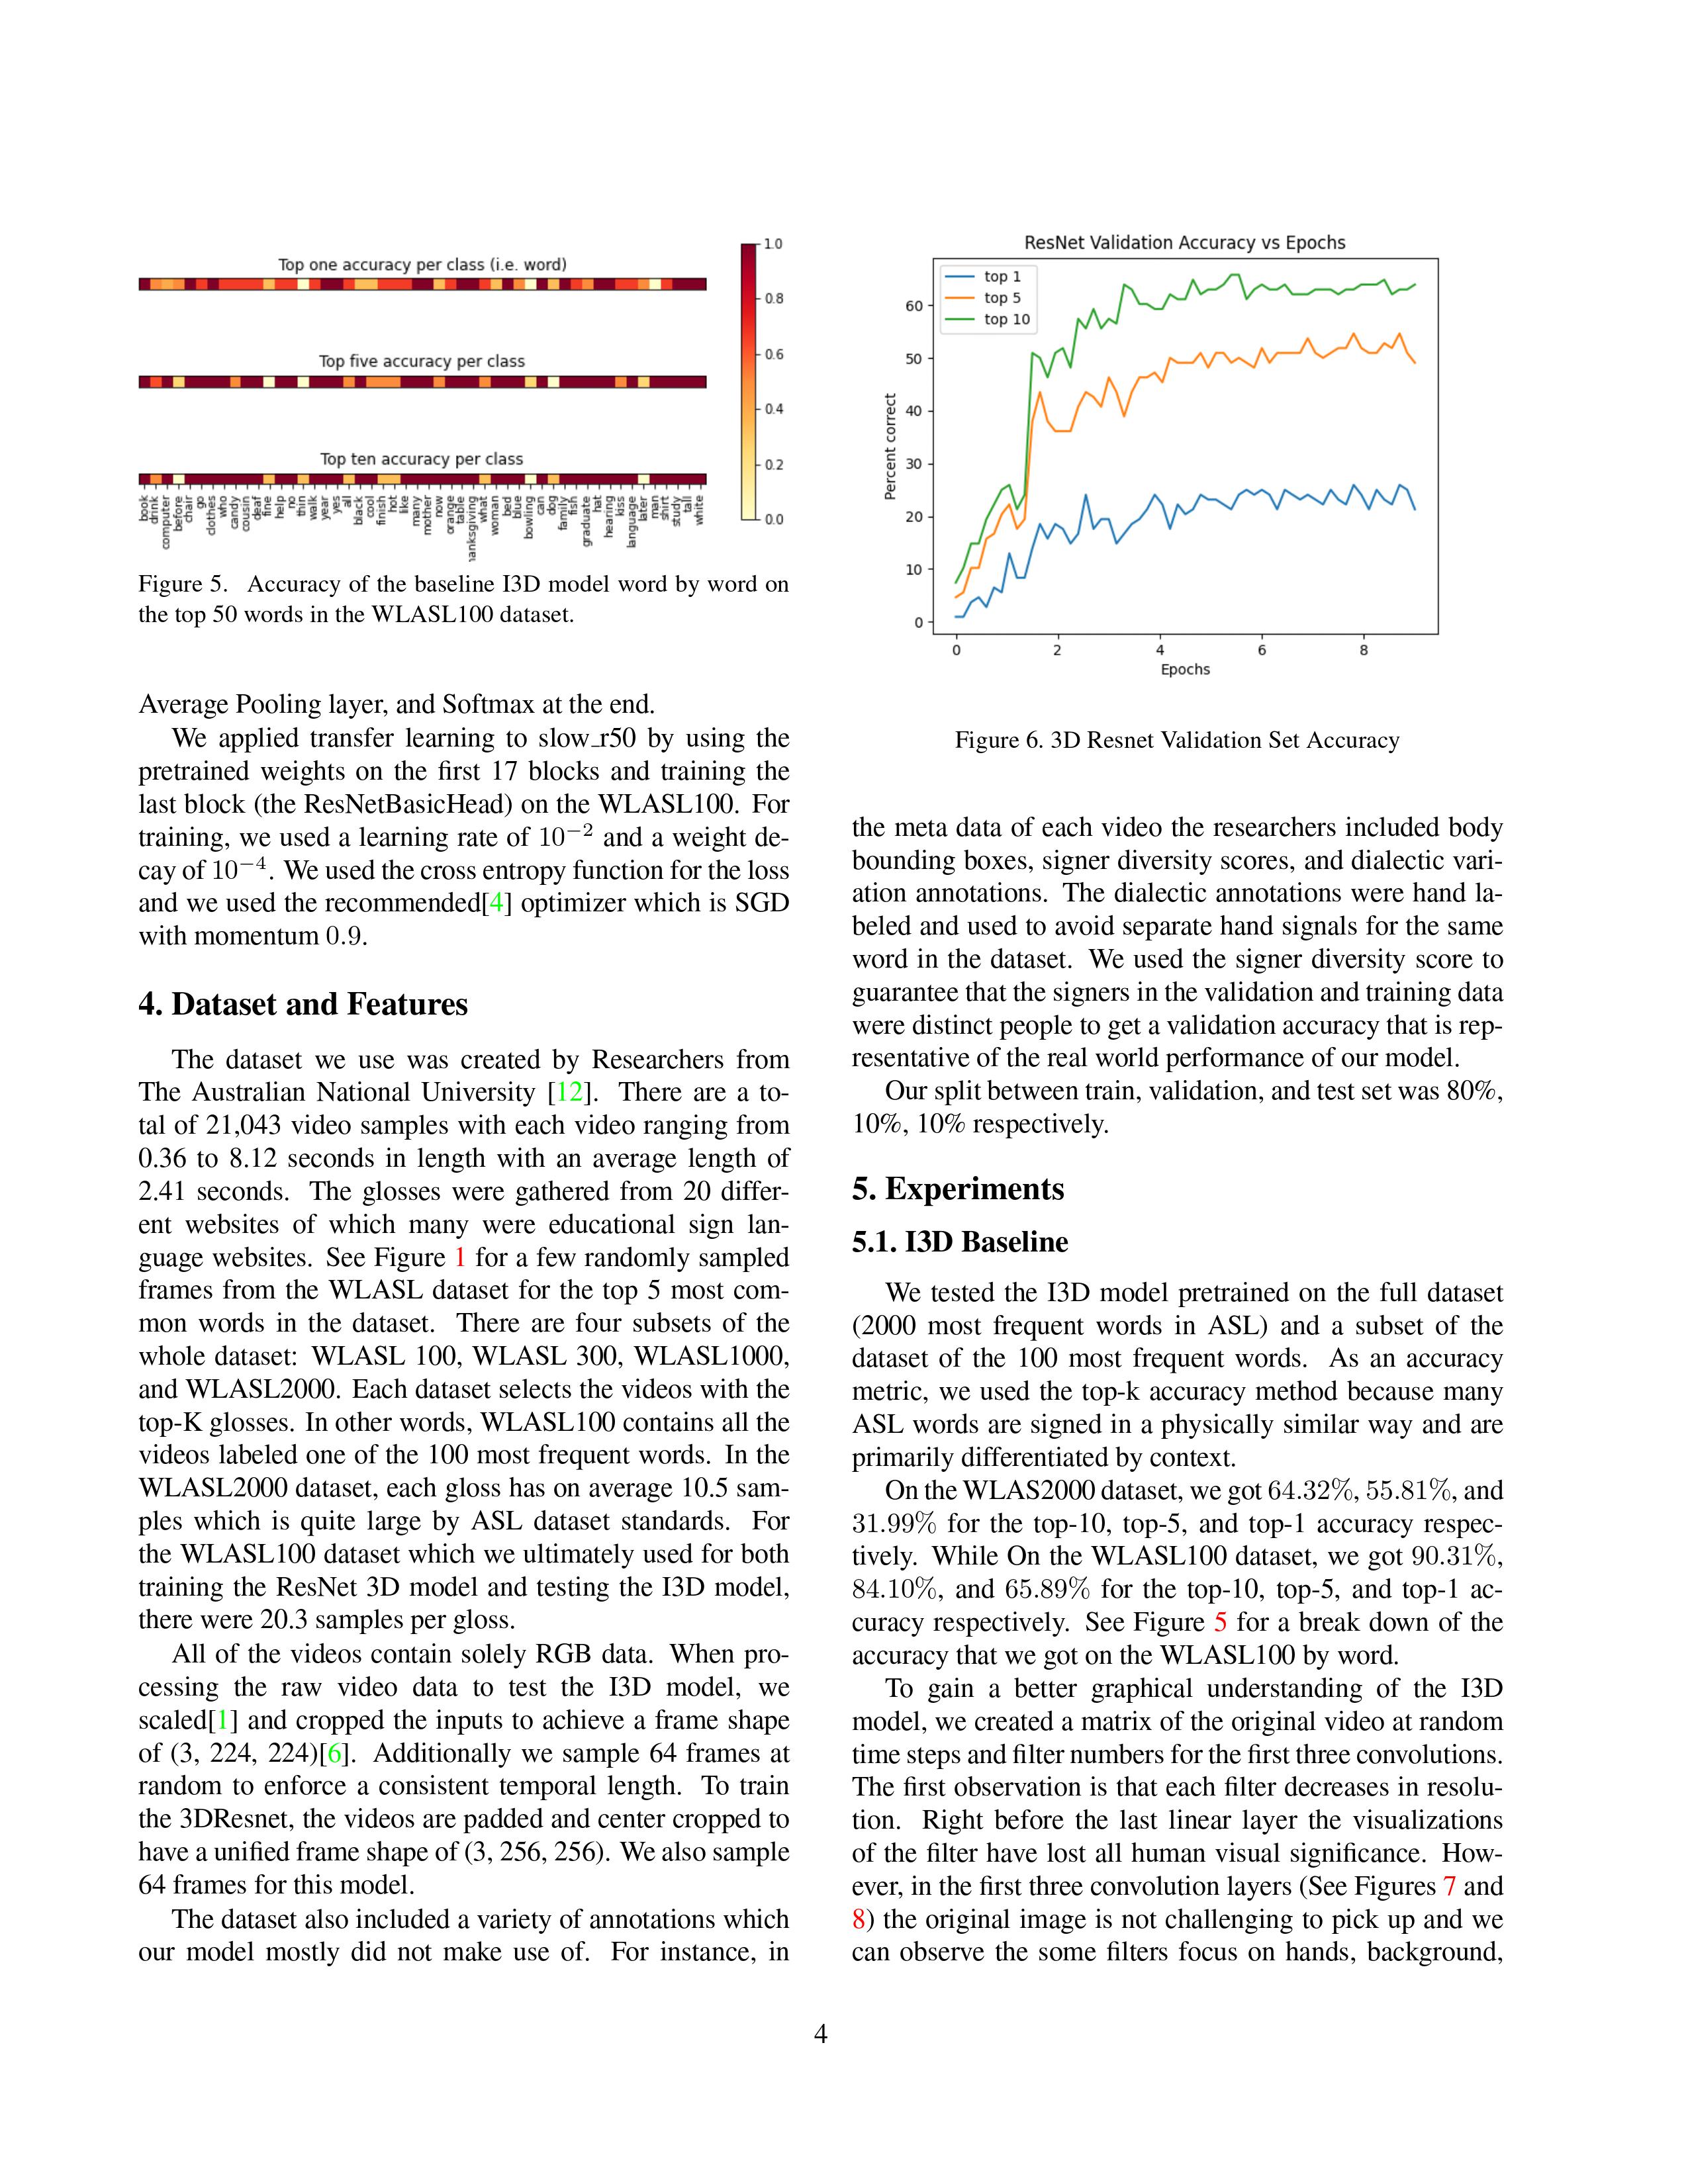 Top one accuracy per class (i.e. word)
Top five accuracy per class
Top ten accuracy per class
1.0
0.8
0.6
0.4
0.2
0.0
book
drink
computer
before
chair
go
clothes
who
candy
cousin
deaf
fine
help
no
thin
walk
year
yes
all
black
cool
finish
hot
like
many
mother
now
orange
table
anksgiving
what
woman
bed
blue
bowling
can
dog
family
fish
graduate
hat
hearing
kiss
language
later
man
shirt
study
tall
white
Figure 5. Accuracy of the baseline I3D model word by word on
the top 50 words in the WLASL100 dataset.
Average Pooling layer, and Softmax at the end.
We applied transfer learning to slow_r50 by using the
pretrained weights on the first 17 blocks and training the
last block (the ResNetBasicHead) on the WLASL100. For
training, we used a learning rate of 10⁻² and a weight de-
cay of 10⁻⁴. We used the cross entropy function for the loss
and we used the recommended[4] optimizer which is SGD
with momentum 0.9.
4. Dataset and Features
The dataset we use was created by Researchers from
The Australian National University [12]. There are a to-
tal of 21,043 video samples with each video ranging from
0.36 to 8.12 seconds in length with an average length of
2.41 seconds. The glosses were gathered from 20 differ-
ent websites of which many were educational sign lan-
guage websites. See Figure 1 for a few randomly sampled
frames from the WLASL dataset for the top 5 most com-
mon words in the dataset. There are four subsets of the
whole dataset: WLASL 100, WLASL 300, WLASL1000,
and WLASL2000. Each dataset selects the videos with the
top-K glosses. In other words, WLASL100 contains all the
videos labeled one of the 100 most frequent words. In the
WLASL2000 dataset, each gloss has on average 10.5 sam-
ples which is quite large by ASL dataset standards. For
the WLASL100 dataset which we ultimately used for both
training the ResNet 3D model and testing the I3D model,
there were 20.3 samples per gloss.
All of the videos contain solely RGB data. When pro-
cessing the raw video data to test the I3D model, we
scaled[1] and cropped the inputs to achieve a frame shape
of (3, 224, 224)[6]. Additionally we sample 64 frames at
random to enforce a consistent temporal length. To train
the 3DResnet, the videos are padded and center cropped to
have a unified frame shape of (3, 256, 256). We also sample
64 frames for this model.
The dataset also included a variety of annotations which
our model mostly did not make use of. For instance, in
ResNet Validation Accuracy vs Epochs
top 1
top 5
top 10
Percent correct
60
50
40
30
20
10
0
0 2 4 6 8
Epochs
Figure 6. 3D Resnet Validation Set Accuracy
the meta data of each video the researchers included body
bounding boxes, signer diversity scores, and dialectic vari-
ation annotations. The dialectic annotations were hand la-
beled and used to avoid separate hand signals for the same
word in the dataset. We used the signer diversity score to
guarantee that the signers in the validation and training data
were distinct people to get a validation accuracy that is rep-
resentative of the real world performance of our model.
Our split between train, validation, and test set was 80%,
10%, 10% respectively.
5. Experiments
5.1. I3D Baseline
We tested the I3D model pretrained on the full dataset
(2000 most frequent words in ASL) and a subset of the
dataset of the 100 most frequent words. As an accuracy
metric, we used the top-k accuracy method because many
ASL words are signed in a physically similar way and are
primarily differentiated by context.
On the WLAS2000 dataset, we got 64.32%, 55.81%, and
31.99% for the top-10, top-5, and top-1 accuracy respec-
tively. While On the WLASL100 dataset, we got 90.31%,
84.10%, and 65.89% for the top-10, top-5, and top-1 ac-
curacy respectively. See Figure 5 for a break down of the
accuracy that we got on the WLASL100 by word.
To gain a better graphical understanding of the I3D
model, we created a matrix of the original video at random
time steps and filter numbers for the first three convolutions.
The first observation is that each filter decreases in resolu-
tion. Right before the last linear layer the visualizations
of the filter have lost all human visual significance. How-
ever, in the first three convolution layers (See Figures 7 and
8) the original image is not challenging to pick up and we
can observe the some filters focus on hands, background,
4